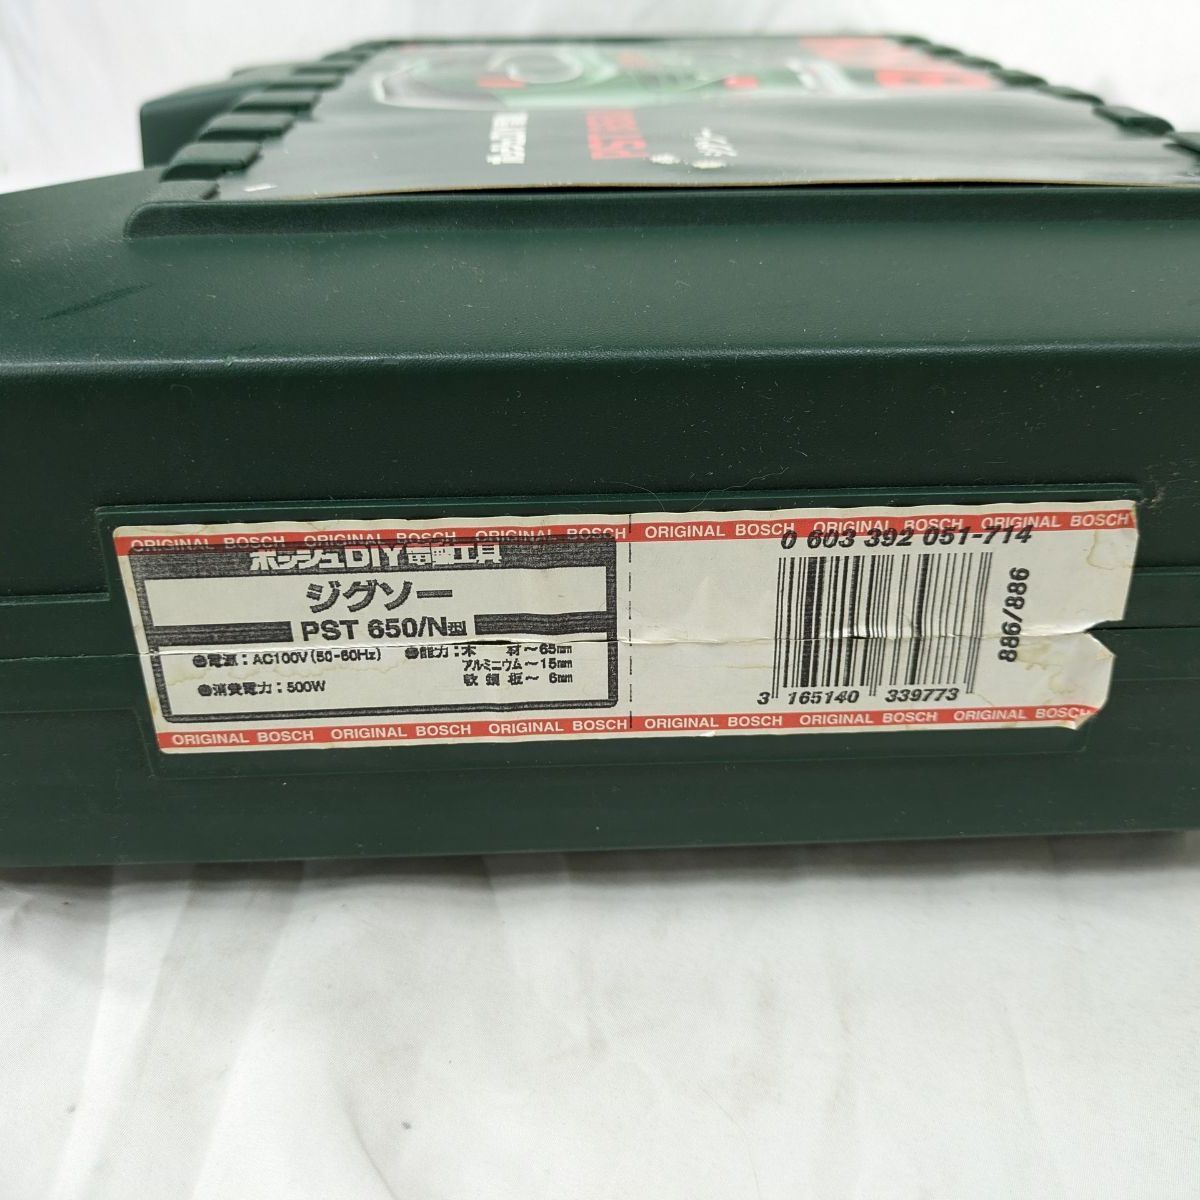 ORIGINAL BOSCH ORIGINAL BOSCH ORIGINAL BOSCH ORIGINAL BOSCH ORIGINAL BOSCH ORIGINAL BOSCH
ボッシュDIY電動工具
ジグソー
PST 650/N型
●電源：AC100V(50-60Hz)
●消費電力：500W
●能力：木 材～65mm
アルミニウム～15mm
軟鋼板～6mm
0 603 392 051-714
886/886
3 165140 339773
ORIGINAL BOSCH ORIGINAL BOSCH ORIGINAL BOSCH ORIGINAL BOSCH ORIGINAL BOSCH ORIGINAL BOSCH